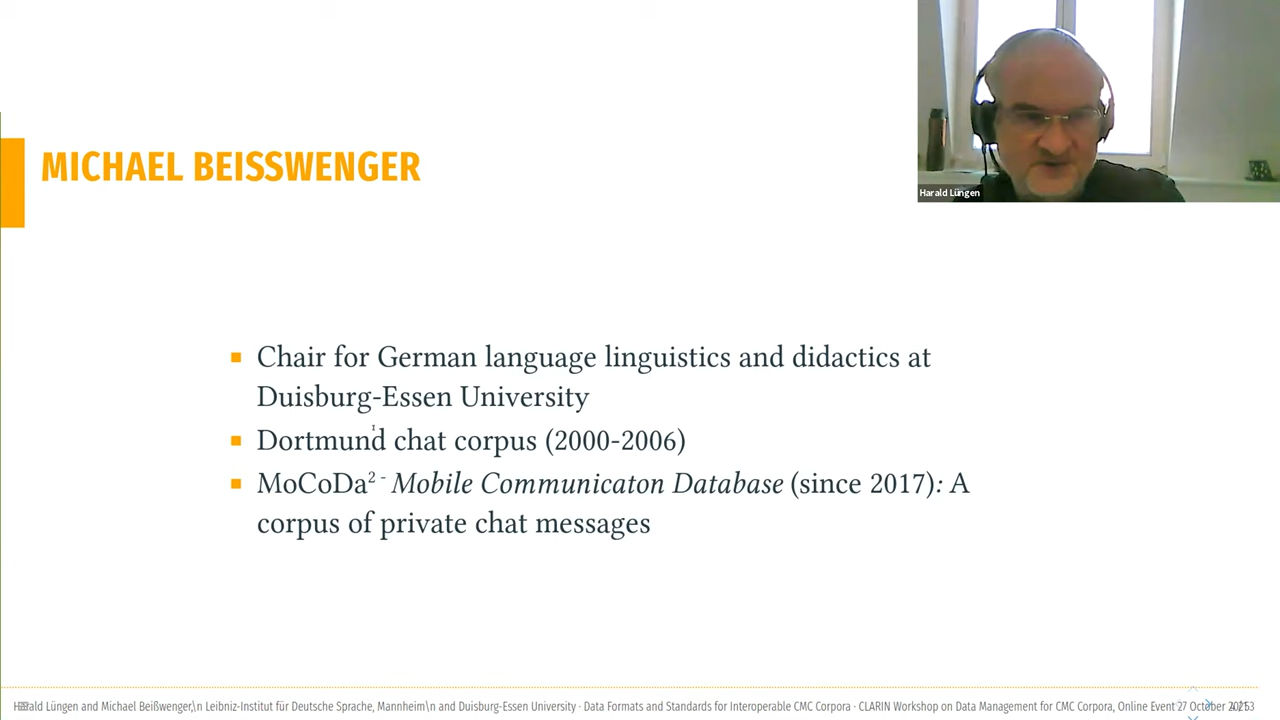 MICHAEL BEISSWENGER
Harald Lüngen
Chair for German language linguistics and didactics at
Duisburg-Essen University
Dortmund chat corpus (2000-2006)
MoCoDa2 - Mobile Communicaton Database (since 2017): A
corpus of private chat messages
Harald Lüngen and Michael Beißwenger,\n Leibniz-Institut für Deutsche Sprache, Mannheim\n and Duisburg-Essen University · Data Formats and Standards for Interoperable CMC Corpora · CLARIN Workshop on Data Management for CMC Corpora, Online Event 27 October 2021